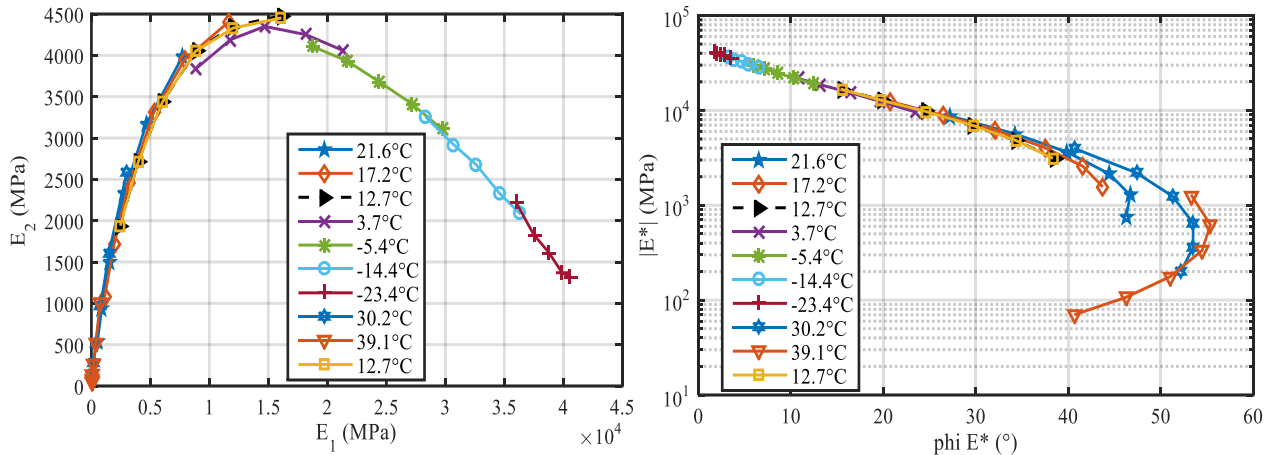 5000
4500
4000
3500
3000
2500
2000
1500
1000
500
0
E2 (MPa)
0 0.5 1 1.5 2 2.5 3 3.5 4 4.5
E1 (MPa)
×10^4
21.6°C
17.2°C
12.7°C
3.7°C
-5.4°C
-14.4°C
-23.4°C
30.2°C
39.1°C
12.7°C
10^5
10^4
10^3
10^2
10^1
|E*| (MPa)
0 10 20 30 40 50 60
phi E* (°)
21.6°C
17.2°C
12.7°C
3.7°C
-5.4°C
-14.4°C
-23.4°C
30.2°C
39.1°C
12.7°C